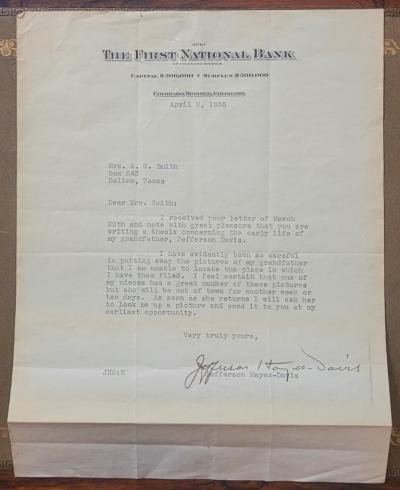 THE FIRST NATIONAL BANK
OF COLORADO SPRINGS
CAPITAL $300,000 SURPLUS $300,000
COLORADO SPRINGS, COLORADO
April 2, 1935
Mrs. A. G. Smith
Box 543
Belton, Texas
Dear Mrs. Smith:
I received your letter of March
20th and note with great pleasure that you are
writing a thesis concerning the early life of
my grandfather, Jefferson Davis.
I have evidently been so careful
in putting away the pictures of my grandfather
that I am unable to locate the place in which
I have them filed. I feel certain that one of
my nieces has a great number of these pictures
but she will be out of town for another week or
ten days. As soon as she returns I will ask her
to look me up a picture and send it to you at my
earliest opportunity.
Very truly yours,
Jefferson Hayes-Davis
JHD:W Jefferson Hayes-Davis